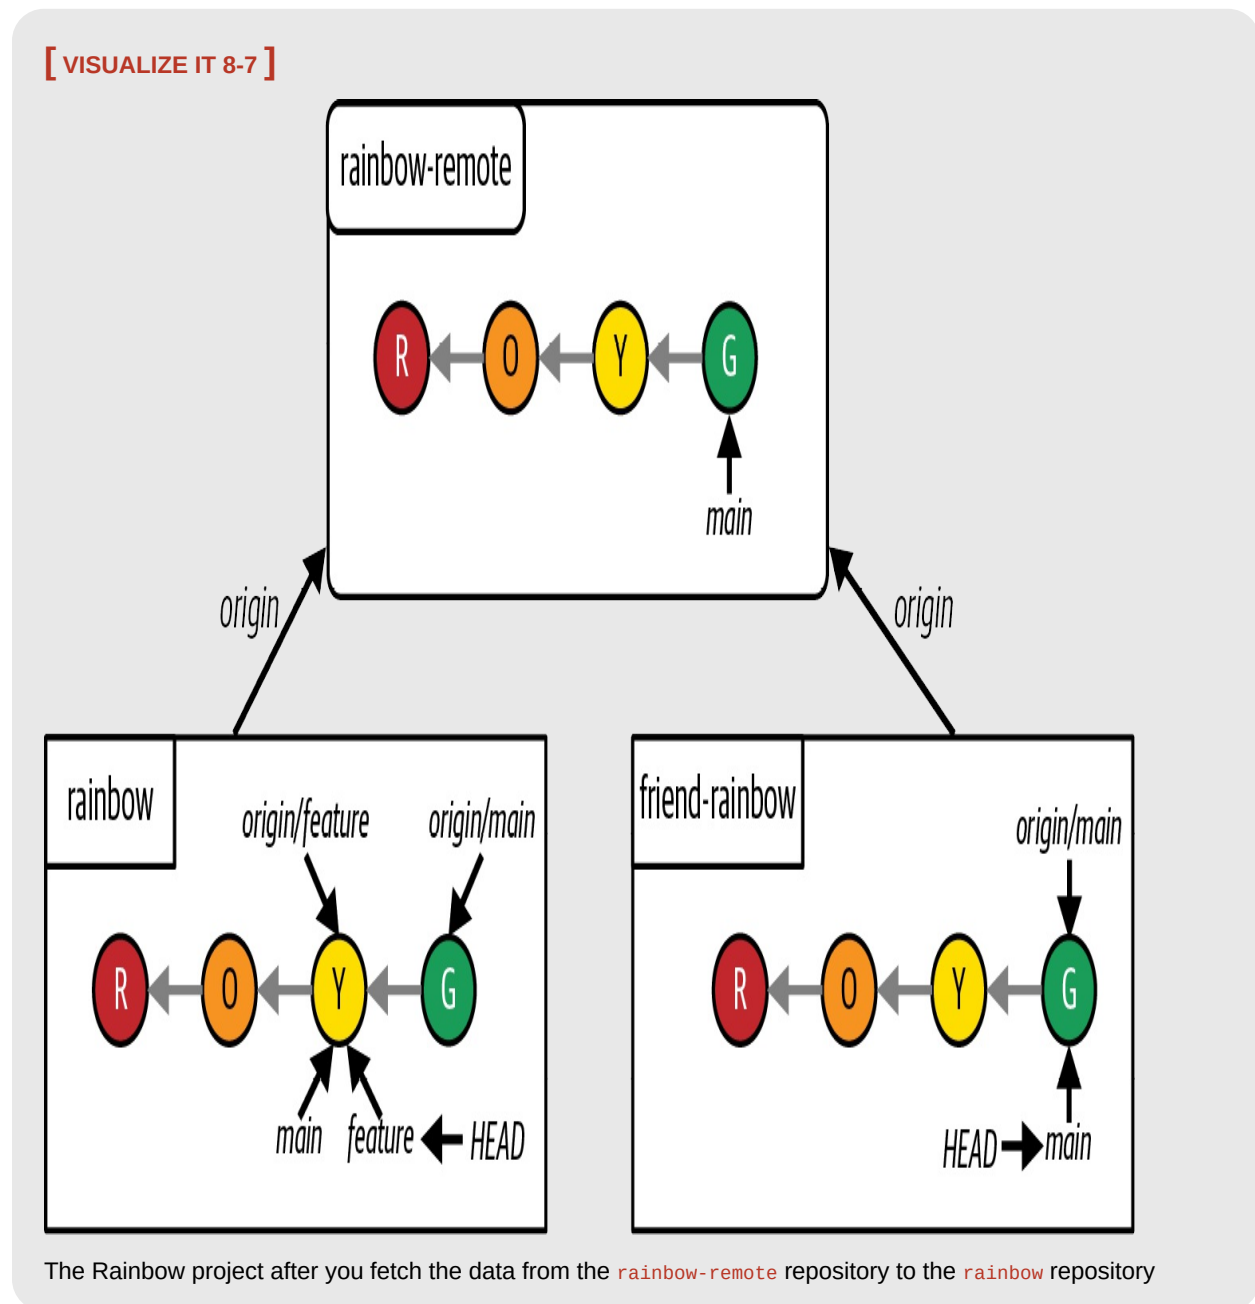 [ VISUALIZE IT 8-7 ]
rainbow-remote
R O Y G
main
origin origin
rainbow
origin/feature origin/main
R O Y G
main feature HEAD
friend-rainbow
origin/main
R O Y G
HEAD main
The Rainbow project after you fetch the data from the rainbow-remote repository to the rainbow repository